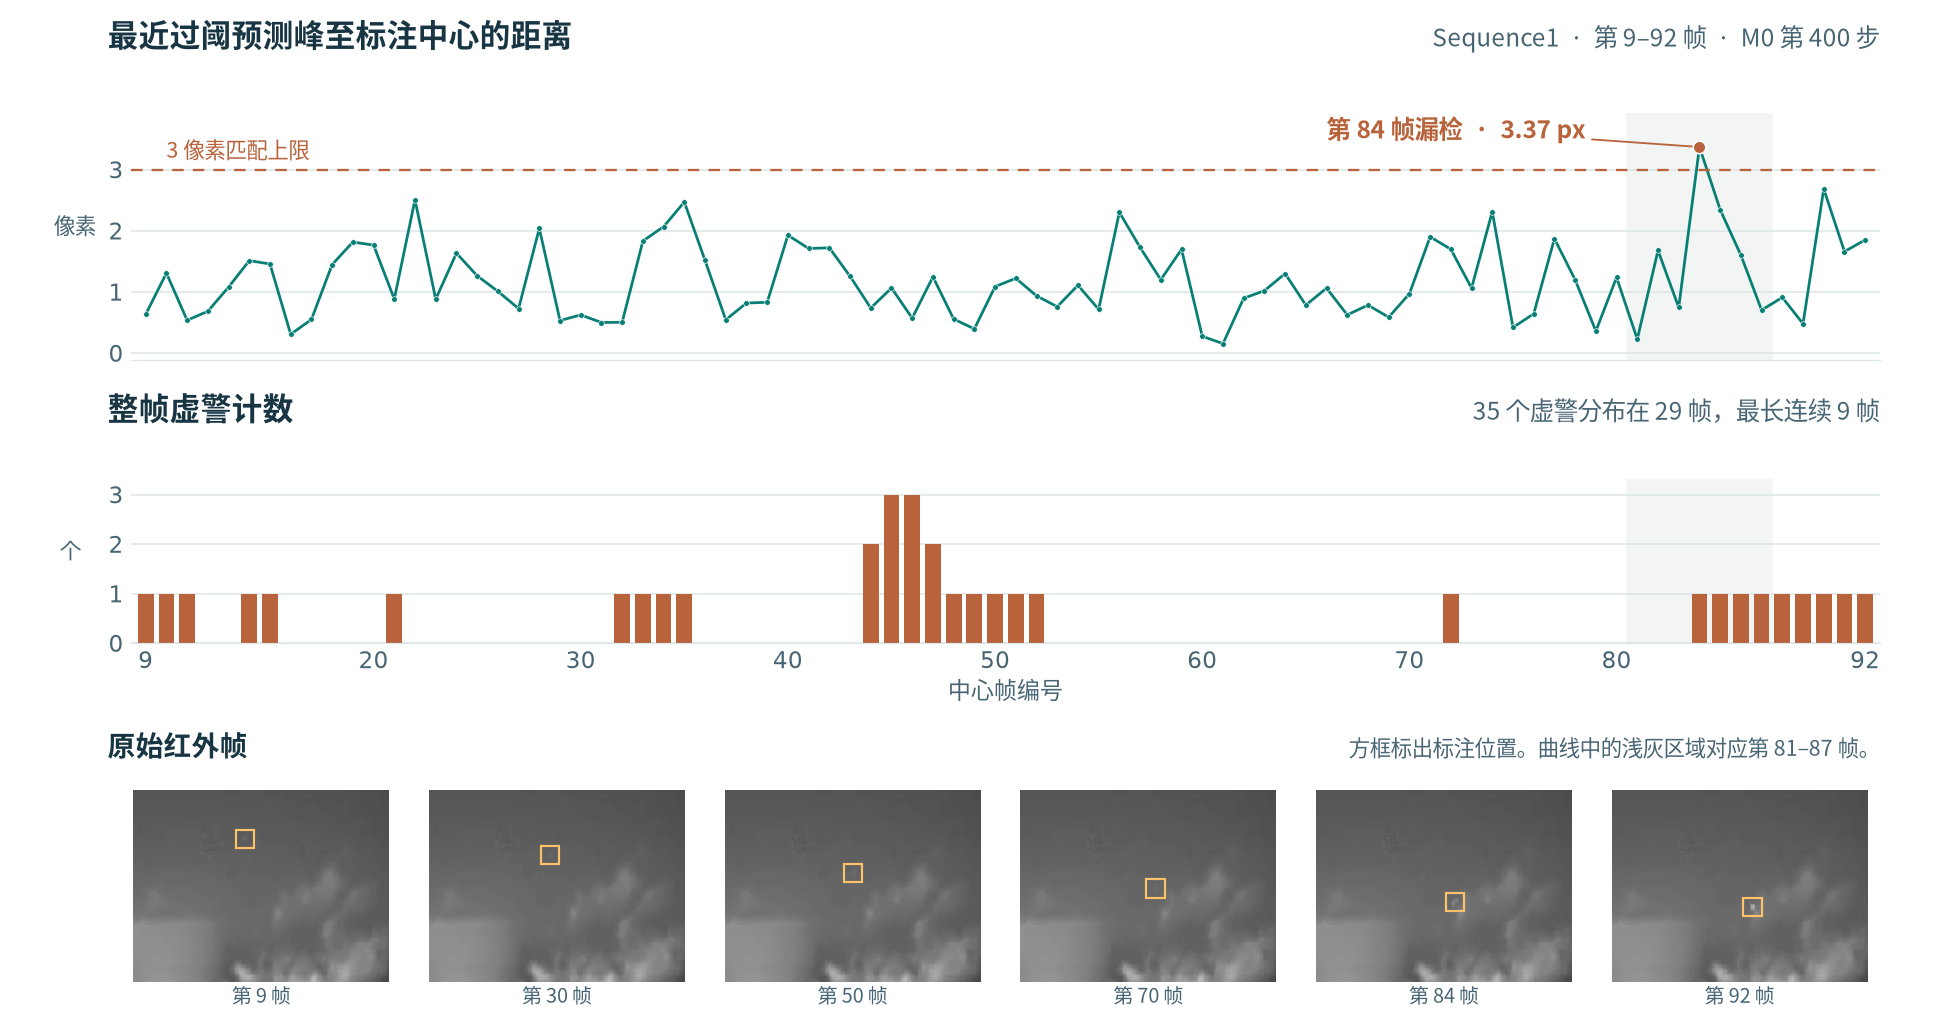 最近过阈预测峰至标注中心的距离
Sequence1 · 第 9–92 帧 · M0 第 400 步
第 84 帧漏检 · 3.37 px
3 像素匹配上限
3
像素
2
1
0
整帧虚警计数
35 个虚警分布在 29 帧，最长连续 9 帧
3
个
2
1
0
9 20 30 40 50 60 70 80 92
中心帧编号
原始红外帧
方框标出标注位置。曲线中的浅灰区域对应第 81–87 帧。
第 9 帧
第 30 帧
第 50 帧
第 70 帧
第 84 帧
第 92 帧